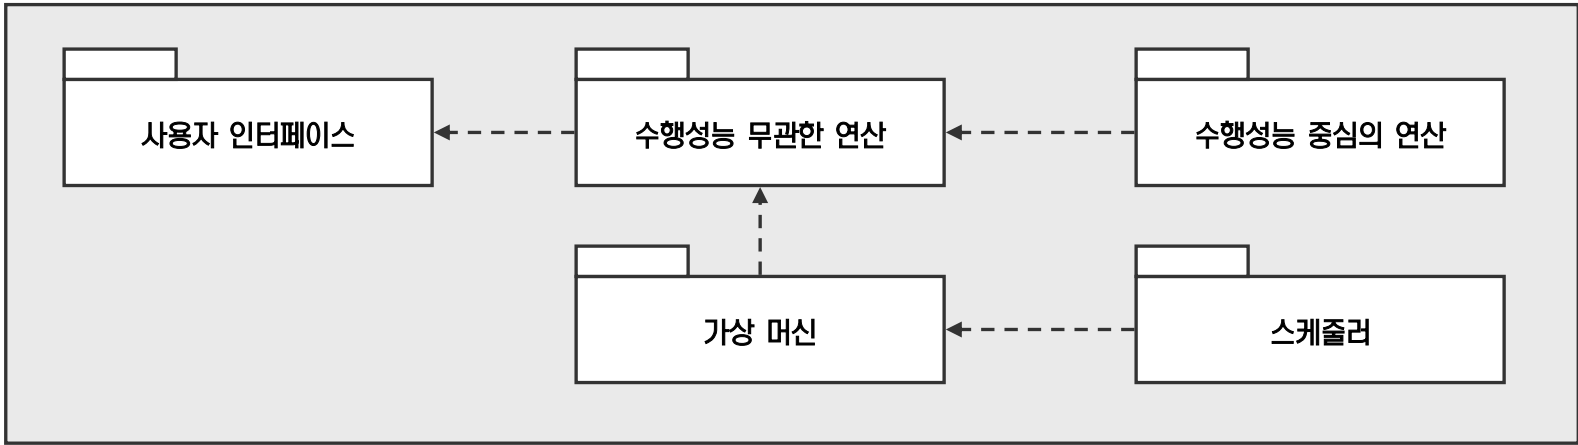 사용자 인터페이스
수행성능 무관한 연산
수행성능 중심의 연산
가상 머신
스케줄러